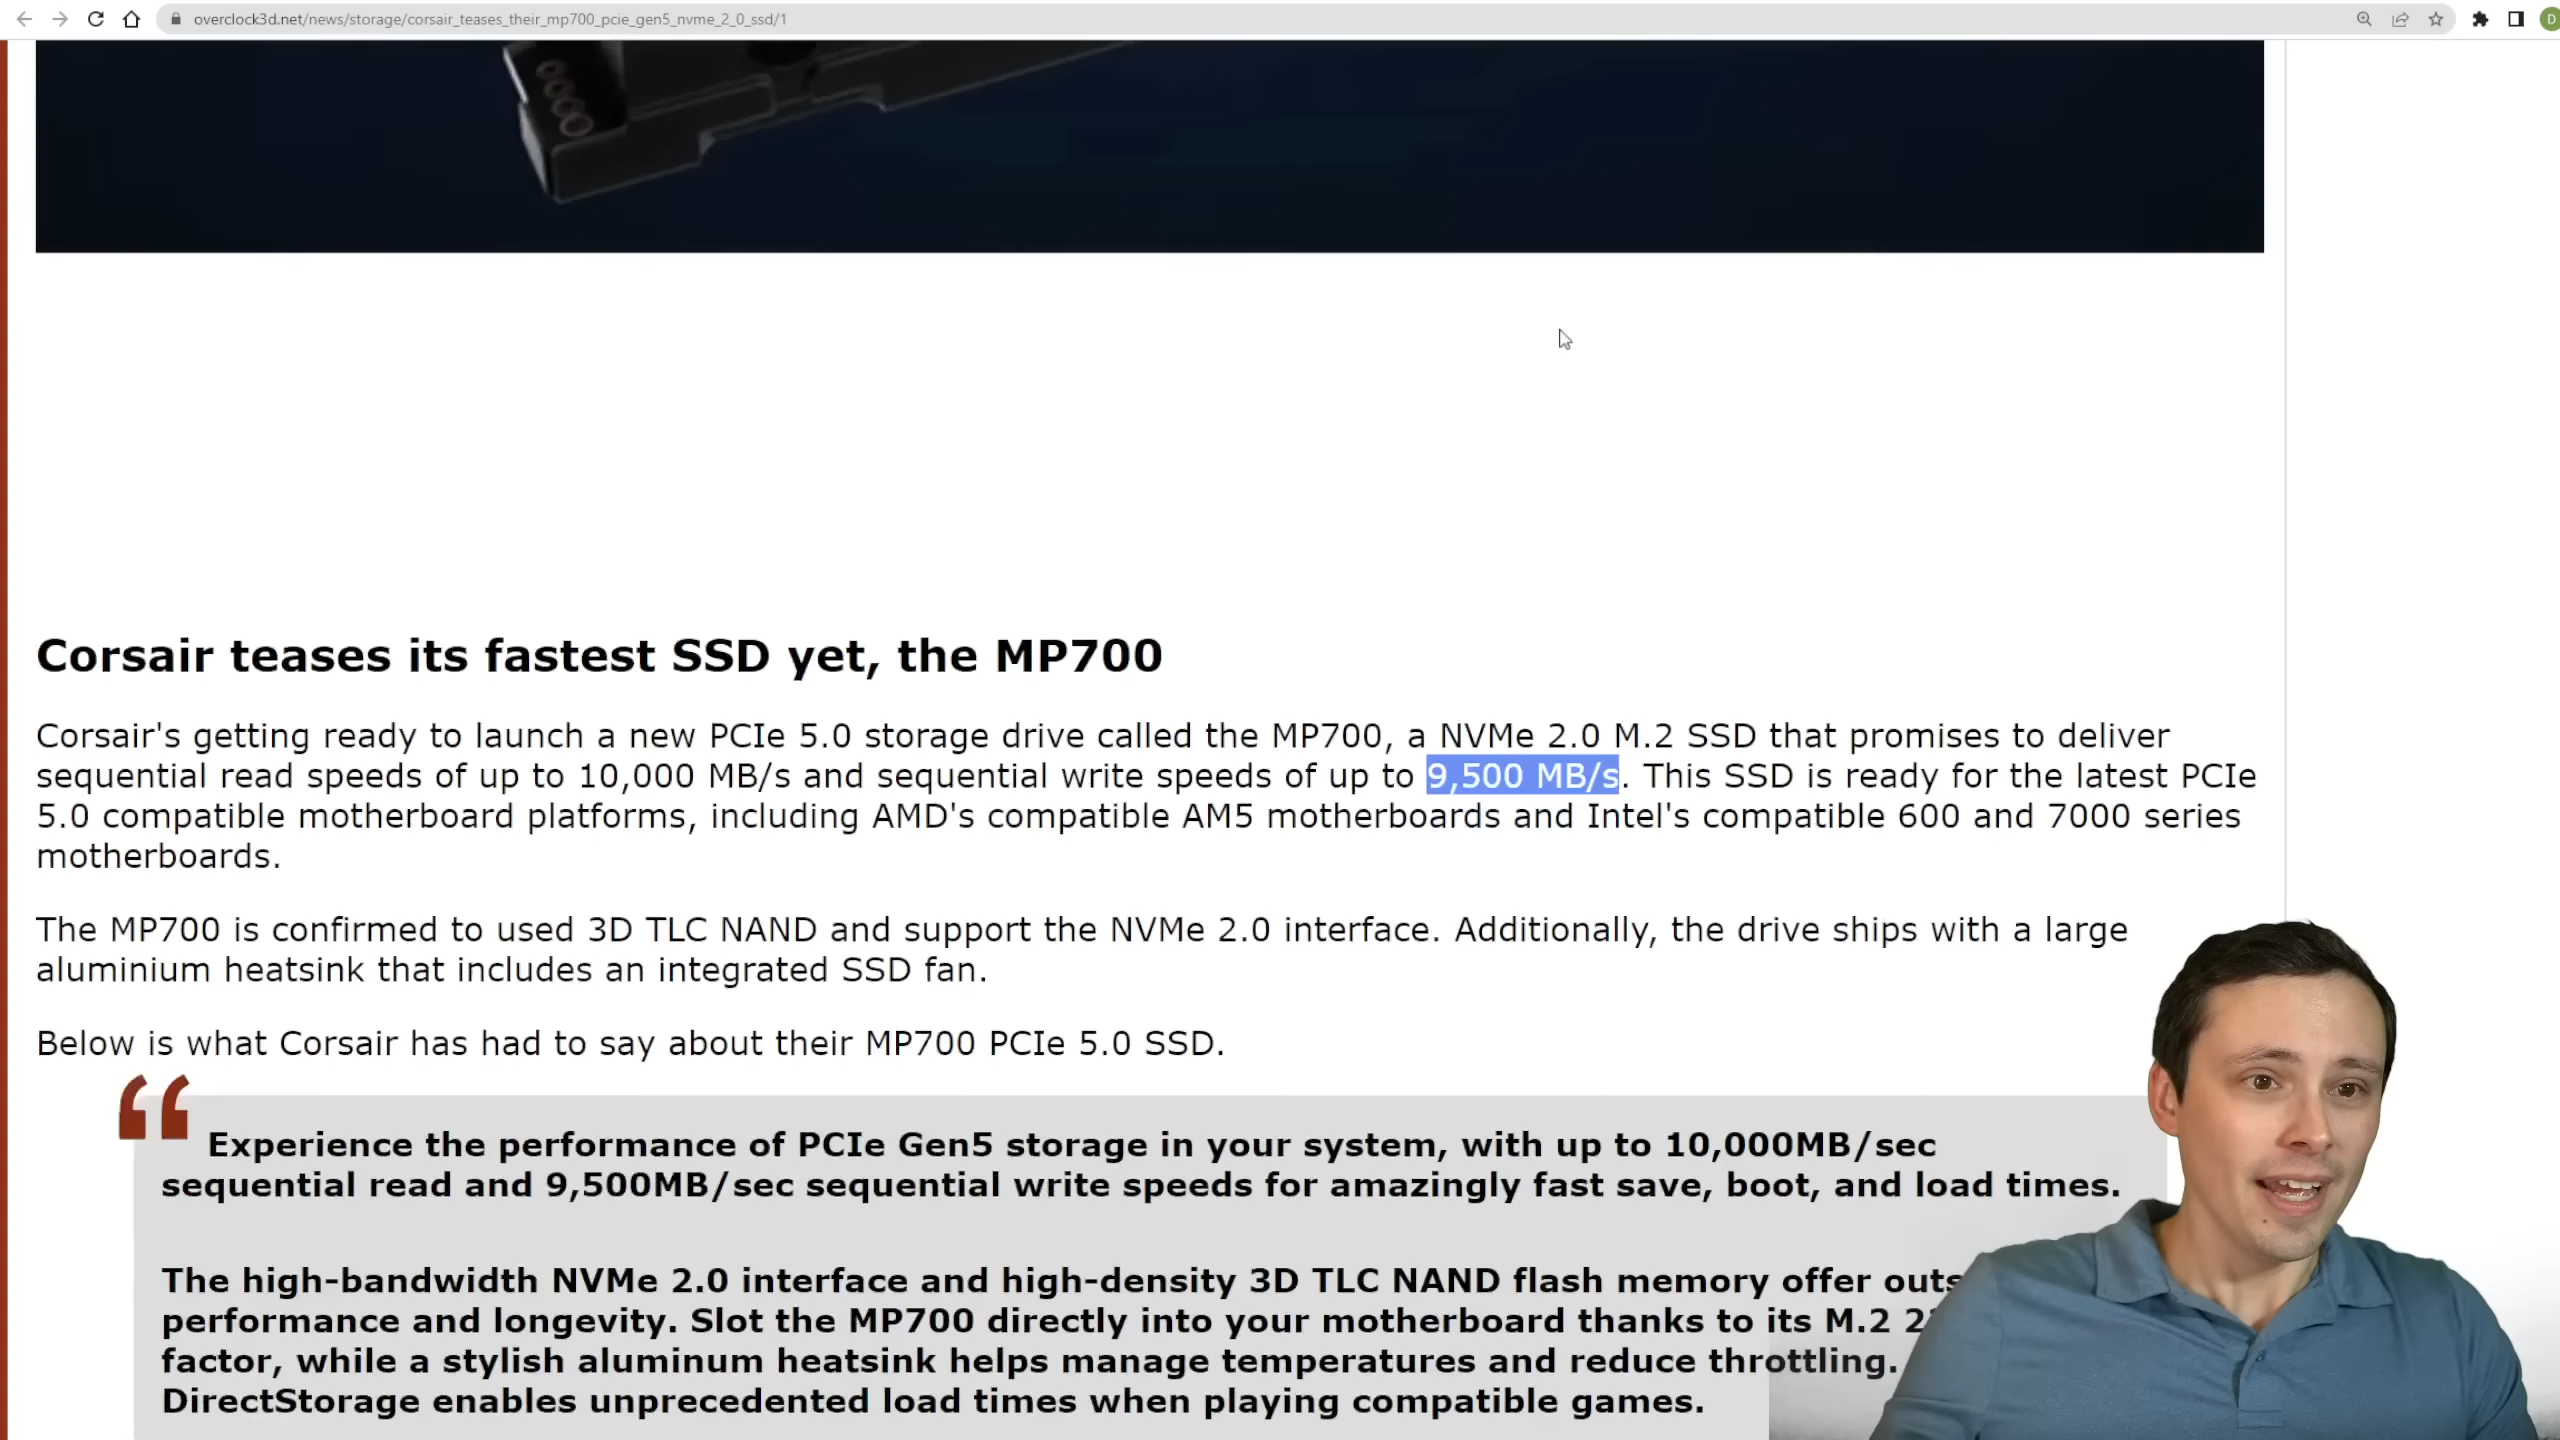 overclock3d.net/news/storage/corsair_teases_their_mp700_pcie_gen5_nvme_2_0_ssd/1
D
Corsair teases its fastest SSD yet, the MP700
Corsair's getting ready to launch a new PCIe 5.0 storage drive called the MP700, a NVMe 2.0 M.2 SSD that promises to deliver
sequential read speeds of up to 10,000 MB/s and sequential write speeds of up to 9,500 MB/s. This SSD is ready for the latest PCIe
5.0 compatible motherboard platforms, including AMD's compatible AM5 motherboards and Intel's compatible 600 and 7000 series
motherboards.
The MP700 is confirmed to used 3D TLC NAND and support the NVMe 2.0 interface. Additionally, the drive ships with a large
aluminium heatsink that includes an integrated SSD fan.
Below is what Corsair has had to say about their MP700 PCIe 5.0 SSD.
“ Experience the performance of PCIe Gen5 storage in your system, with up to 10,000MB/sec
sequential read and 9,500MB/sec sequential write speeds for amazingly fast save, boot, and load times.
The high-bandwidth NVMe 2.0 interface and high-density 3D TLC NAND flash memory offer
performance and longevity. Slot the MP700 directly into your motherboard thanks to its M.2
factor, while a stylish aluminum heatsink helps manage temperatures and reduce throttling.
DirectStorage enables unprecedented load times when playing compatible games.